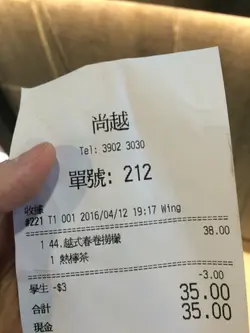 尚越
Tel: 3902 3030
單號: 212
收據
#221 T1 001 2016/04/12 19:17 Wing
1 44.越式春卷撈檬 38.00
1 熱檸茶
學生 -$3 -3.00
合計 35.00
現金 35.00